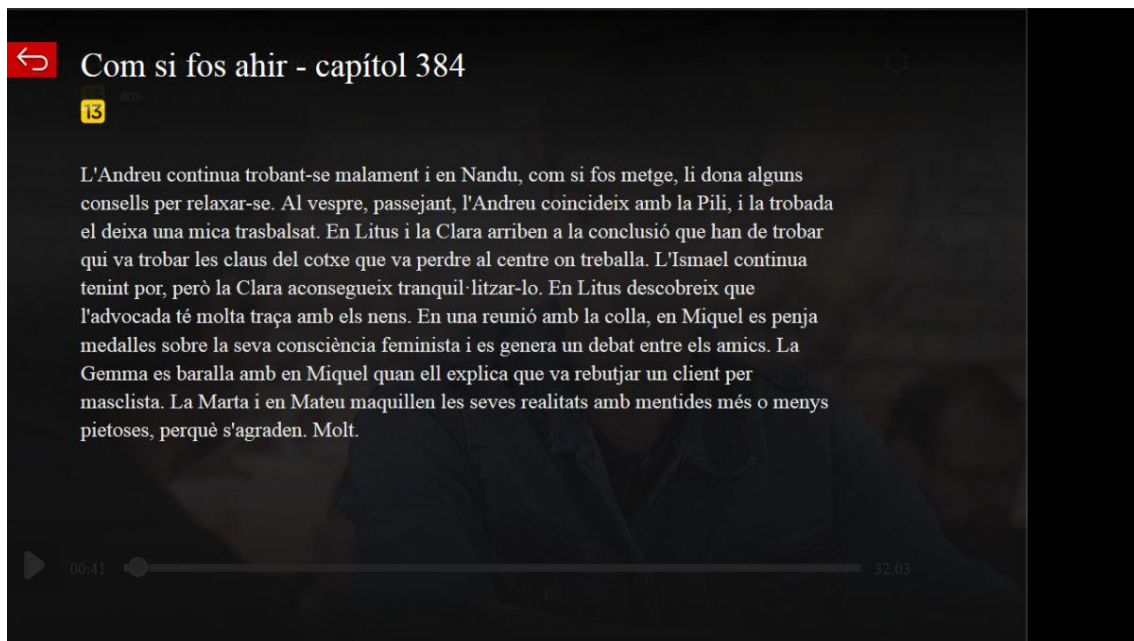 Com si fos ahir - capítol 384
13
L'Andreu continua trobant-se malament i en Nandu, com si fos metge, li dona alguns
consells per relaxar-se. Al vespre, passejant, l'Andreu coincideix amb la Pili, i la trobada
el deixa una mica trasbalsat. En Litus i la Clara arriben a la conclusió que han de trobar
qui va trobar les claus del cotxe que va perdre al centre on treballa. L'Ismael continua
tenint por, però la Clara aconsegueix tranquil·litzar-lo. En Litus descobreix que
l'advocada té molta traça amb els nens. En una reunió amb la colla, en Miquel es penja
medalles sobre la seva consciència feminista i es genera un debat entre els amics. La
Gemma es baralla amb en Miquel quan ell explica que va rebutjar un client per
masclista. La Marta i en Mateu maquillen les seves realitats amb mentides més o menys
pietoses, perquè s'agraden. Molt.
00:41 32:03